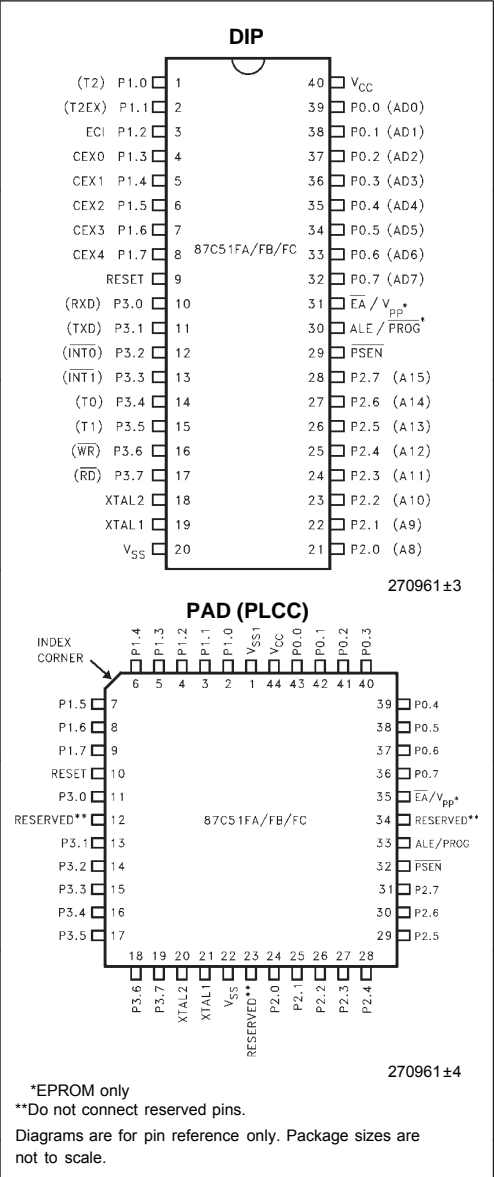 DIP
(T2) P1.0 1
(T2EX) P1.1 2
ECI P1.2 3
CEX0 P1.3 4
CEX1 P1.4 5
CEX2 P1.5 6
CEX3 P1.6 7
CEX4 P1.7 8
RESET 9
(RXD) P3.0 10
(TXD) P3.1 11
(INT0) P3.2 12
(INT1) P3.3 13
(T0) P3.4 14
(T1) P3.5 15
(WR) P3.6 16
(RD) P3.7 17
XTAL2 18
XTAL1 19
VSS 20
87C51FA/FB/FC
40 VCC
39 P0.0 (AD0)
38 P0.1 (AD1)
37 P0.2 (AD2)
36 P0.3 (AD3)
35 P0.4 (AD4)
34 P0.5 (AD5)
33 P0.6 (AD6)
32 P0.7 (AD7)
31 EA / VPP*
30 ALE / PROG*
29 PSEN
28 P2.7 (A15)
27 P2.6 (A14)
26 P2.5 (A13)
25 P2.4 (A12)
24 P2.3 (A11)
23 P2.2 (A10)
22 P2.1 (A9)
21 P2.0 (A8)
270961±3
PAD (PLCC)
INDEX
CORNER
P1.4 P1.3 P1.2 P1.1 P1.0 VSS1 VCC P0.0 P0.1 P0.2 P0.3
6 5 4 3 2 1 44 43 42 41 40
P1.5 7
P1.6 8
P1.7 9
RESET 10
P3.0 11
RESERVED** 12
P3.1 13
P3.2 14
P3.3 15
P3.4 16
P3.5 17
87C51FA/FB/FC
39 P0.4
38 P0.5
37 P0.6
36 P0.7
35 EA/Vpp*
34 RESERVED**
33 ALE/PROG
32 PSEN
31 P2.7
30 P2.6
29 P2.5
18 19 20 21 22 23 24 25 26 27 28
P3.6 P3.7 XTAL2 XTAL1 VSS RESERVED** P2.0 P2.1 P2.2 P2.3 P2.4
270961±4
*EPROM only
**Do not connect reserved pins.
Diagrams are for pin reference only. Package sizes are
not to scale.